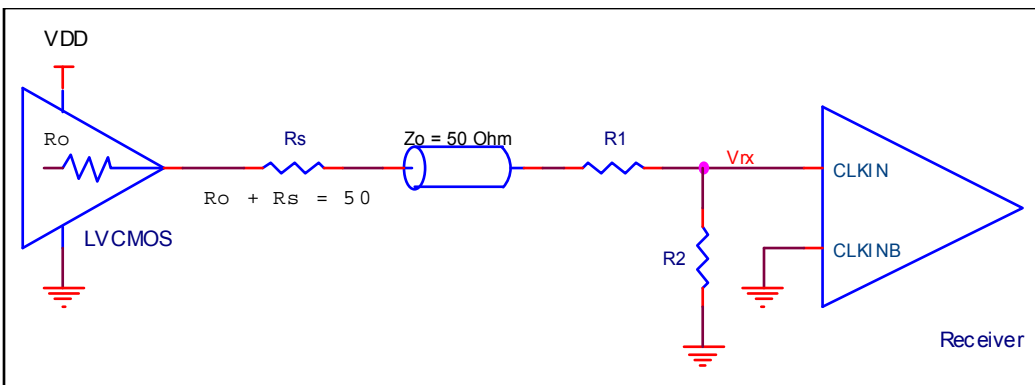 VDD
Ro
Rs
Zo = 50 Ohm
R1
Vrx
CLKIN
Ro + Rs = 50
LVCMOS
R2
CLKINB
Receiver